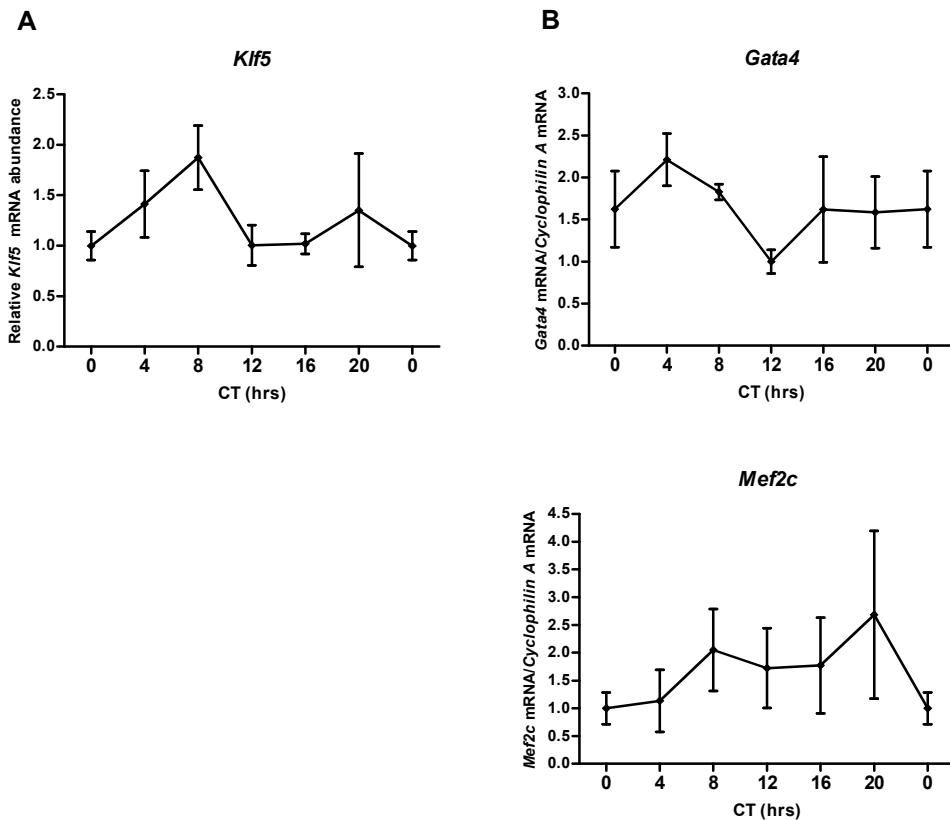 A
Klf5
Relative Klf5 mRNA abundance
2.5
2.0
1.5
1.0
0.5
0.0
0 4 8 12 16 20 0
CT (hrs)
B
Gata4
Gata4 mRNA/Cyclophilin A mRNA
3.0
2.5
2.0
1.5
1.0
0.5
0.0
0 4 8 12 16 20 0
CT (hrs)
Mef2c
Mef2c mRNA/Cyclophilin A mRNA
4.5
4.0
3.5
3.0
2.5
2.0
1.5
1.0
0.5
0.0
0 4 8 12 16 20 0
CT (hrs)